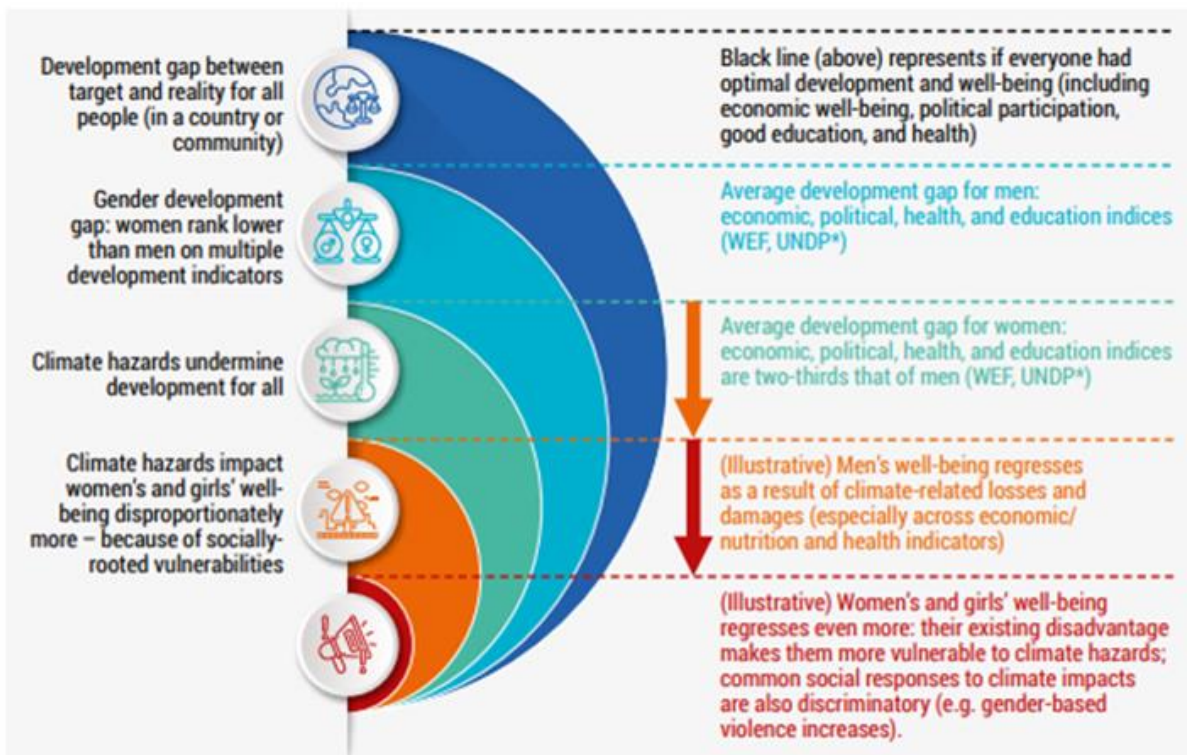 Development gap between
target and reality for all
people (in a country or
community)
Black line (above) represents if everyone had
optimal development and well-being (including
economic well-being, political participation,
good education, and health)
Gender development
gap: women rank lower
than men on multiple
development indicators
Average development gap for men:
economic, political, health, and education indices
(WEF, UNDP*)
Climate hazards undermine
development for all
Average development gap for women:
economic, political, health, and education indices
are two-thirds that of men (WEF, UNDP*)
Climate hazards impact
women's and girls' well-
being disproportionately
more – because of socially-
rooted vulnerabilities
(Illustrative) Men's well-being regresses
as a result of climate-related losses and
damages (especially across economic/
nutrition and health indicators)
(Illustrative) Women's and girls' well-being
regresses even more: their existing disadvantage
makes them more vulnerable to climate hazards;
common social responses to climate impacts
are also discriminatory (e.g. gender-based
violence increases).